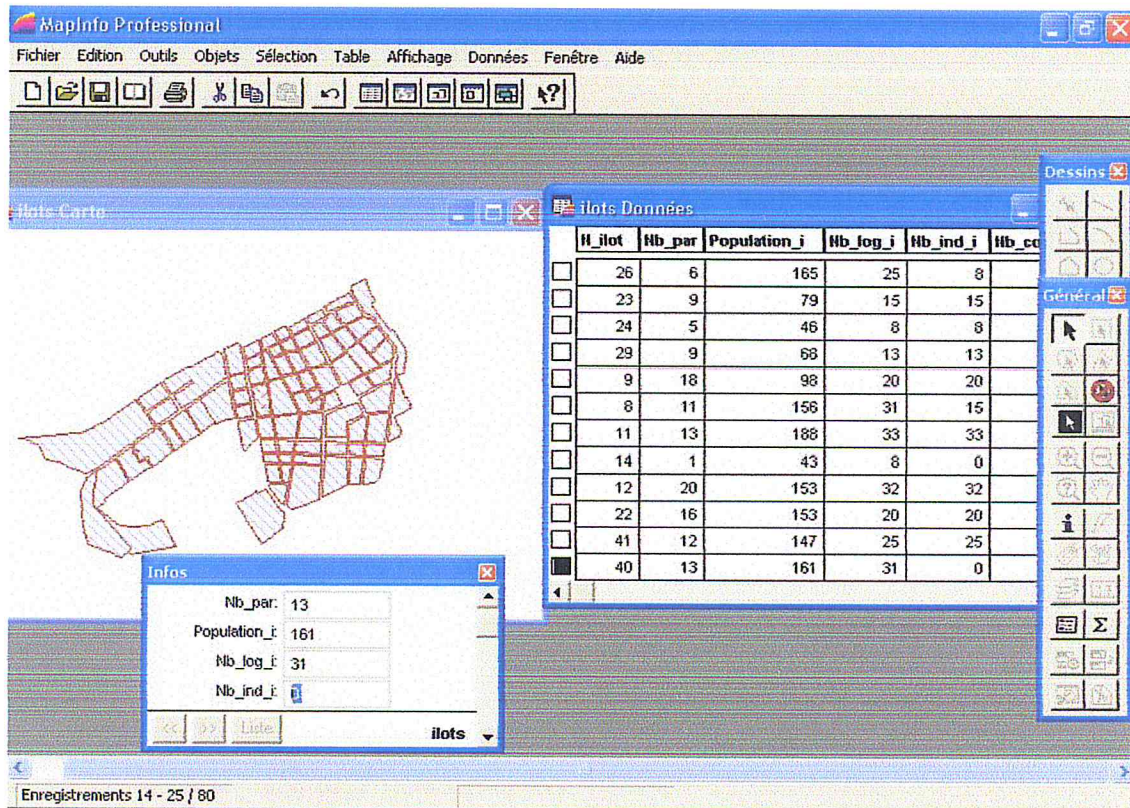 MapInfo Professional
Fichier Edition Outils Objets Sélection Table Affichage Données Fenêtre Aide
ilots Carte
ilots Données
Dessins
N_ilot Nb_par Population_i Nb_log_i Nb_ind_i Nb_co
26 6 165 25 8
23 9 79 15 15
24 5 46 8 8
29 9 68 13 13
9 18 98 20 20
8 11 156 31 15
11 13 188 33 33
14 1 43 8 0
12 20 153 32 32
22 16 153 20 20
41 12 147 25 25
40 13 161 31 0
Général
Infos
Nb_par: 13
Population_i: 161
Nb_log_i: 31
Nb_ind_i: 0
<< >> Liste ilots
Enregistrements 14 - 25 / 80